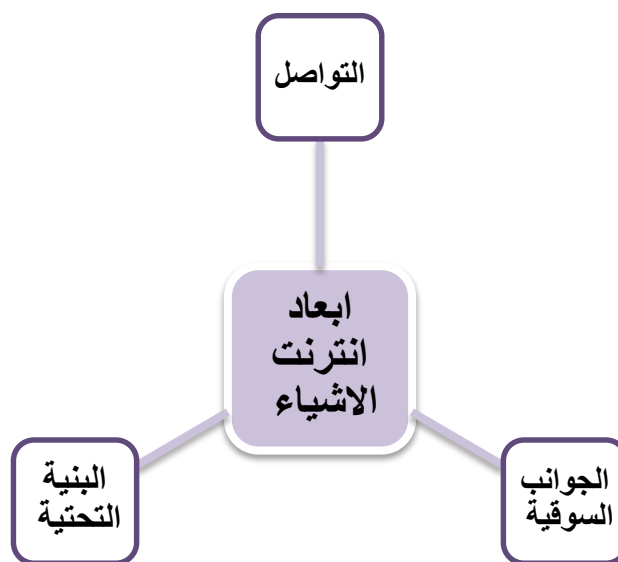 التواصل
ابعاد
انترنت
الاشياء
الجوانب
السوقية
البنية
التحتية